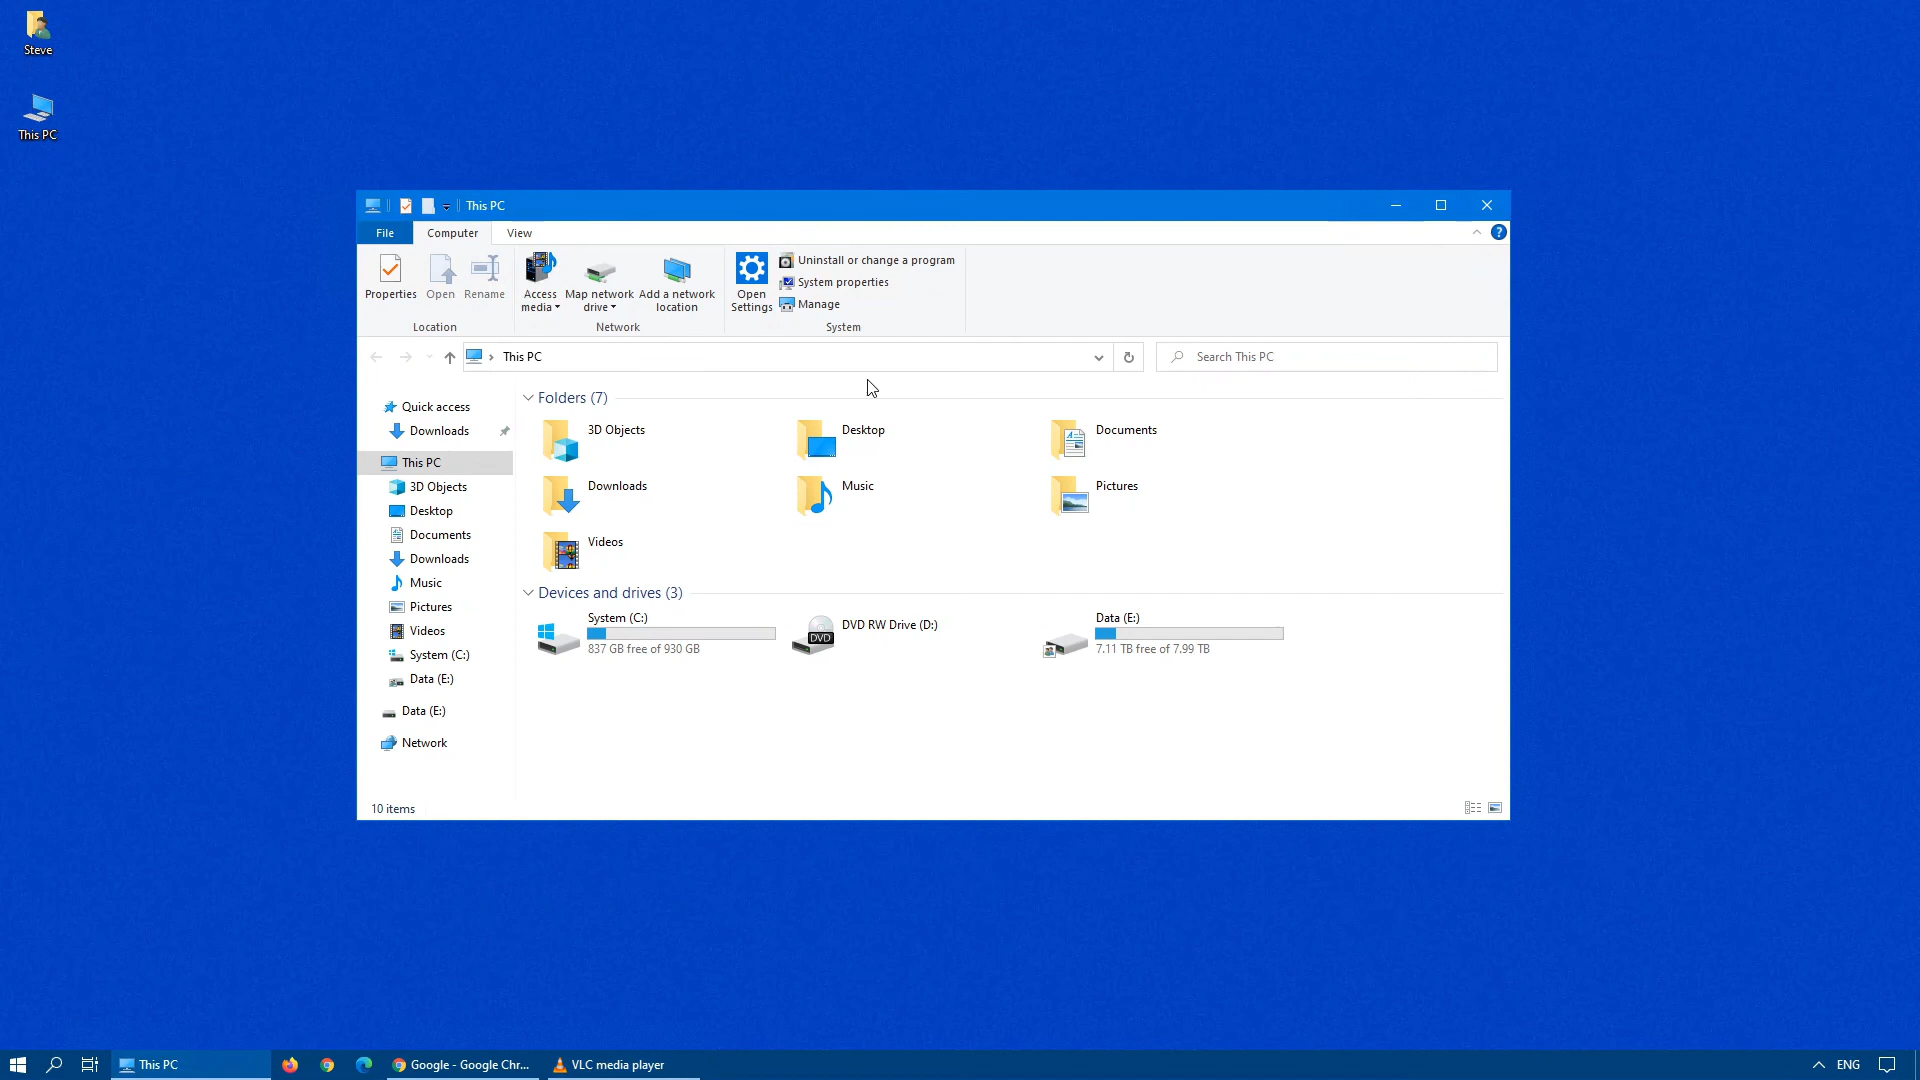 Steve
This PC
This PC
File
Computer
View
?
Properties
Open
Rename
Access media
Map network drive
Add a network location
Open Settings
Uninstall or change a program
System properties
Manage
Location
Network
System
This PC
Search This PC
Quick access
Downloads
This PC
3D Objects
Desktop
Documents
Downloads
Music
Pictures
Videos
System (C:)
Data (E:)
Data (E:)
Network
Folders (7)
3D Objects
Desktop
Documents
Downloads
Music
Pictures
Videos
Devices and drives (3)
System (C:)
837 GB free of 930 GB
DVD
DVD RW Drive (D:)
Data (E:)
7.11 TB free of 7.99 TB
10 items
This PC
Google - Google Chr...
VLC media player
ENG